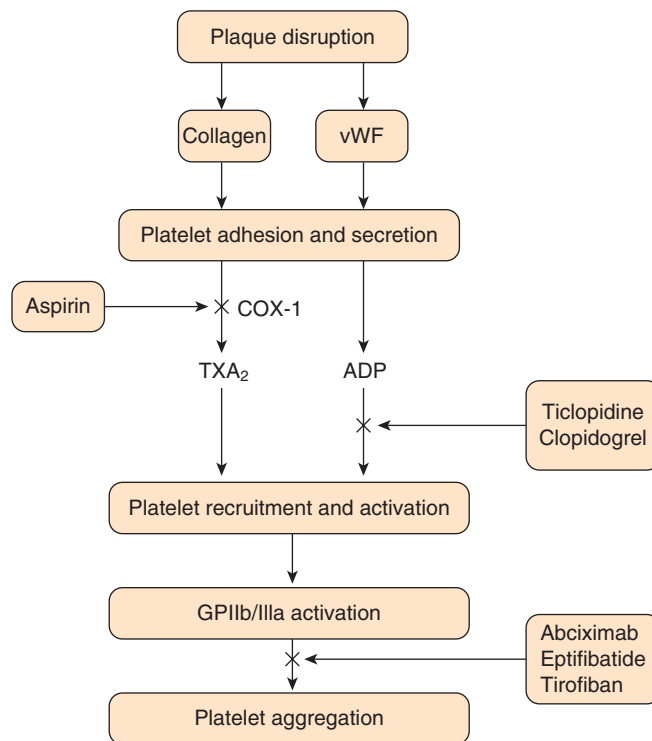 Plaque disruption
Collagen
vWF
Platelet adhesion and secretion
Aspirin
COX-1
TXA₂
ADP
Ticlopidine
Clopidogrel
Platelet recruitment and activation
GPIIb/IIIa activation
Abciximab
Eptifibatide
Tirofiban
Platelet aggregation